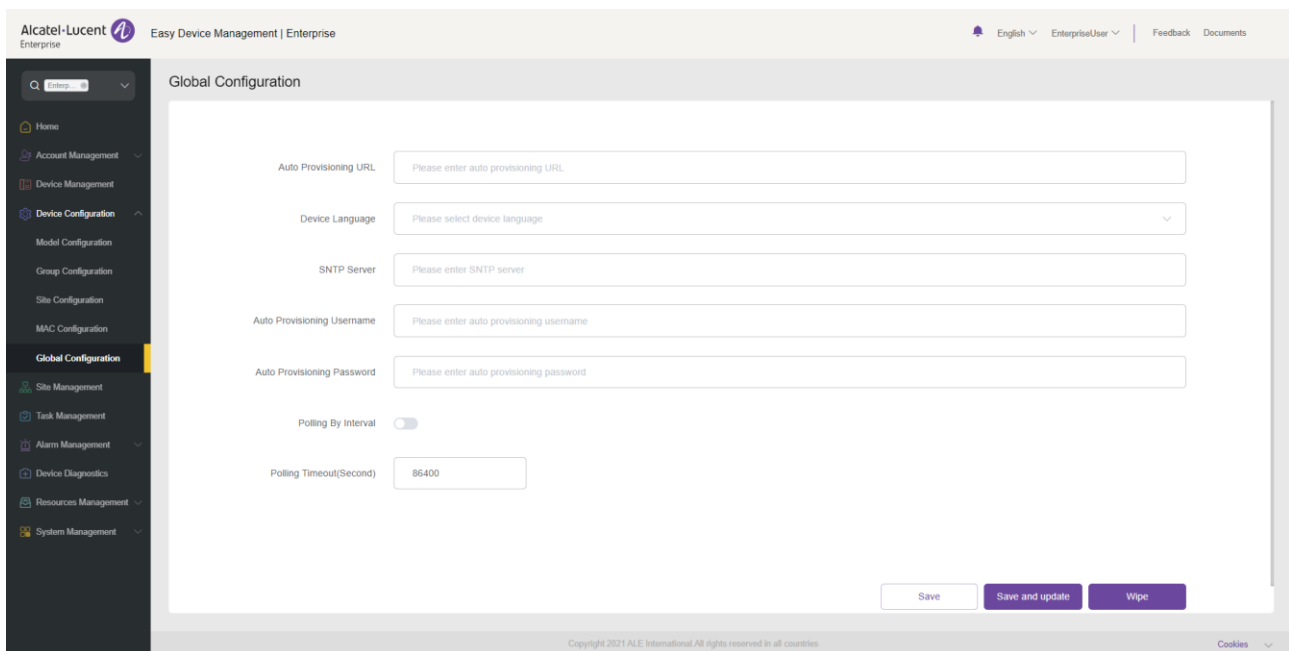 Alcatel·Lucent
Enterprise
Easy Device Management | Enterprise
English
EnterpriseUser
Feedback
Documents
Enterp...
Home
Account Management
Device Management
Device Configuration
Model Configuration
Group Configuration
Site Configuration
MAC Configuration
Global Configuration
Site Management
Task Management
Alarm Management
Device Diagnostics
Resources Management
System Management
Global Configuration
Auto Provisioning URL
Please enter auto provisioning URL
Device Language
Please select device language
SNTP Server
Please enter SNTP server
Auto Provisioning Username
Please enter auto provisioning username
Auto Provisioning Password
Please enter auto provisioning password
Polling By Interval
Polling Timeout(Second)
86400
Save
Save and update
Wipe
Copyright 2021 ALE International.All rights reserved in all countries
Cookies